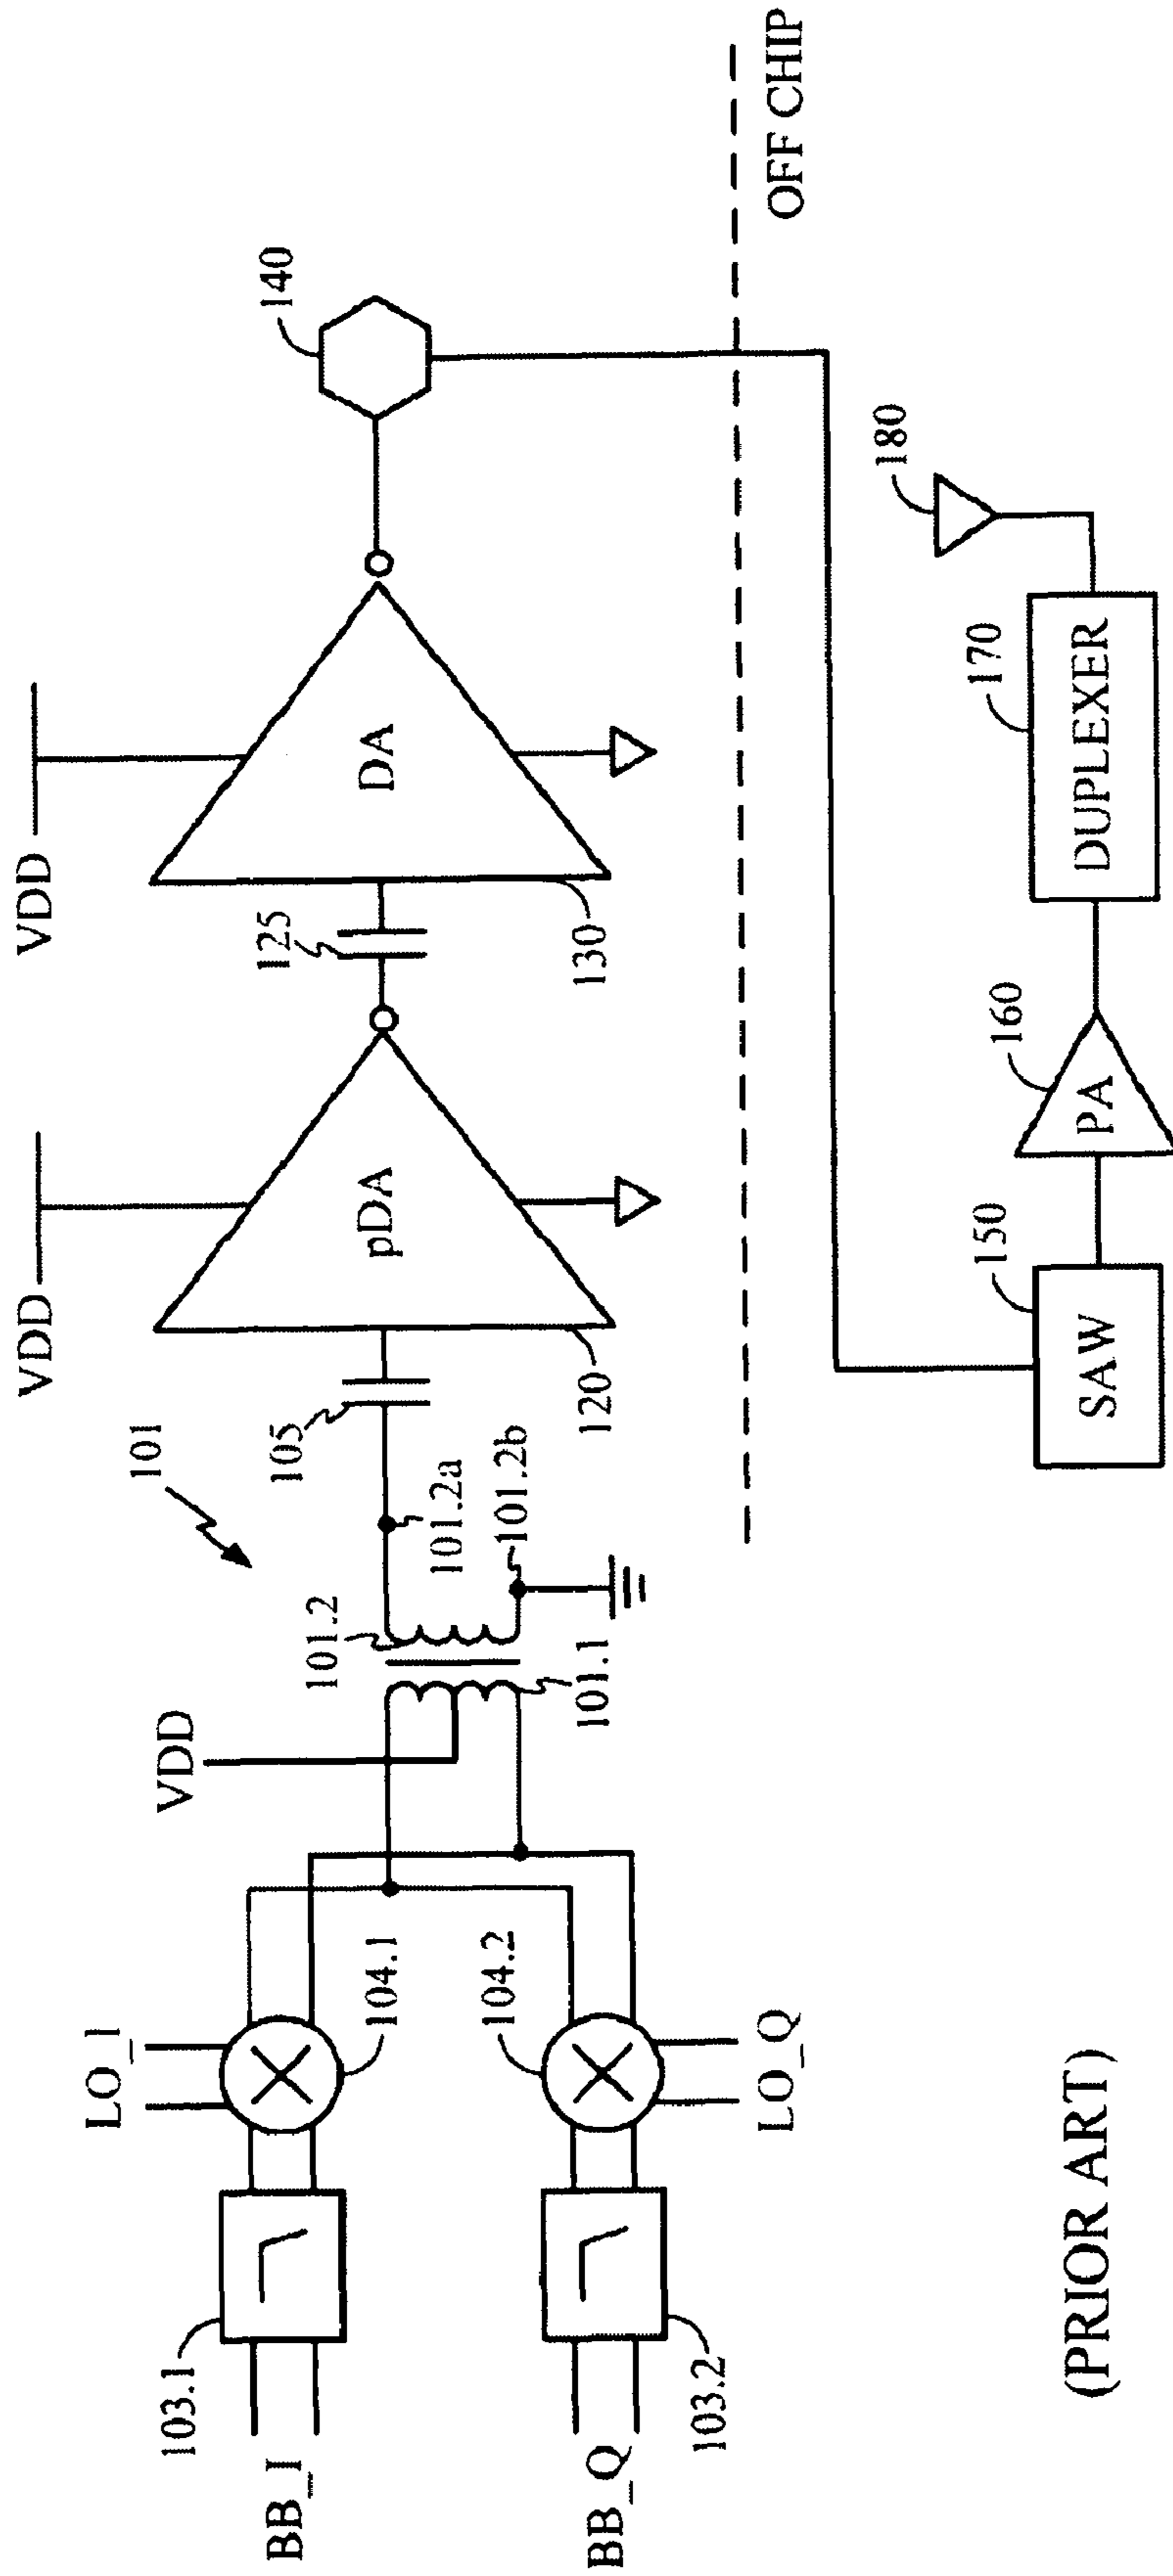 BB_I
103.1
LO_I
104.1
BB_Q
103.2
LO_Q
104.2
VDD
101
101.1
101.2
101.2a
101.2b
105
VDD
pDA
120
125
VDD
DA
130
140
OFF CHIP
SAW
150
PA
160
DUPLEXER
170
180
(PRIOR ART)